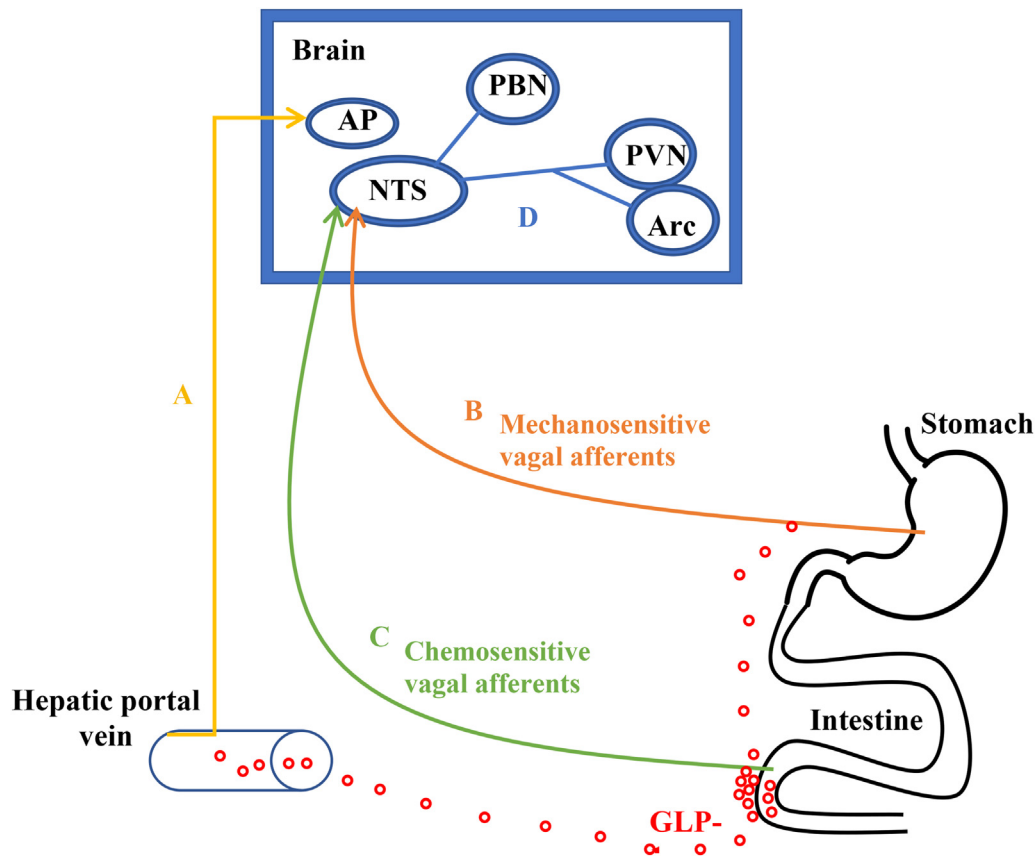 Brain
PBN
AP
PVN
NTS
D
Arc
A
B
Mechanosensitive
vagal afferents
Stomach
C
Chemosensitive
vagal afferents
Hepatic portal
vein
Intestine
GLP-